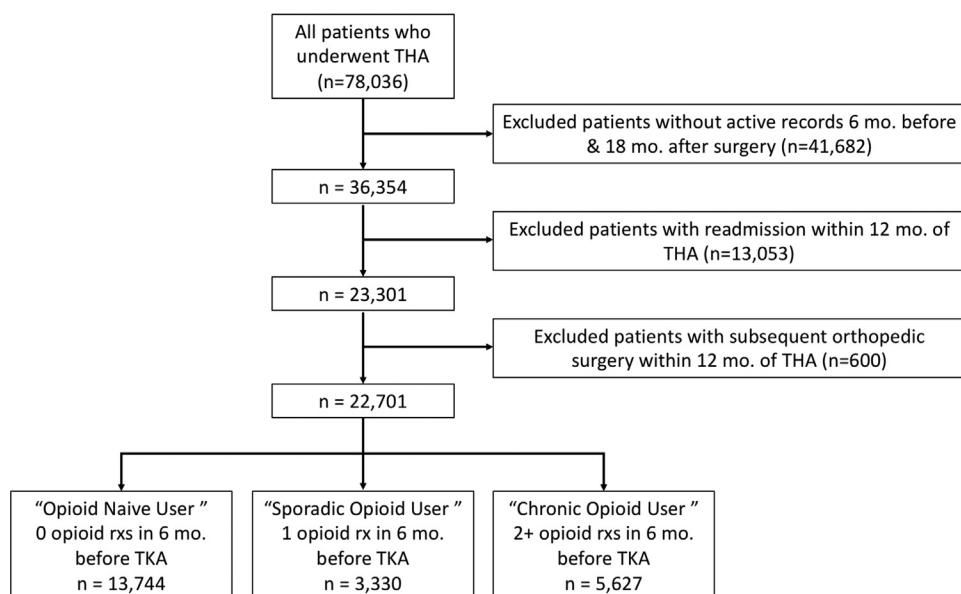 All patients who
underwent THA
(n=78,036)
Excluded patients without active records 6 mo. before
& 18 mo. after surgery (n=41,682)
n = 36,354
Excluded patients with readmission within 12 mo. of
THA (n=13,053)
n = 23,301
Excluded patients with subsequent orthopedic
surgery within 12 mo. of THA (n=600)
n = 22,701
“Opioid Naive User ”
0 opioid rxs in 6 mo.
before TKA
n = 13,744
“Sporadic Opioid User ”
1 opioid rx in 6 mo.
before TKA
n = 3,330
“Chronic Opioid User ”
2+ opioid rxs in 6 mo.
before TKA
n = 5,627